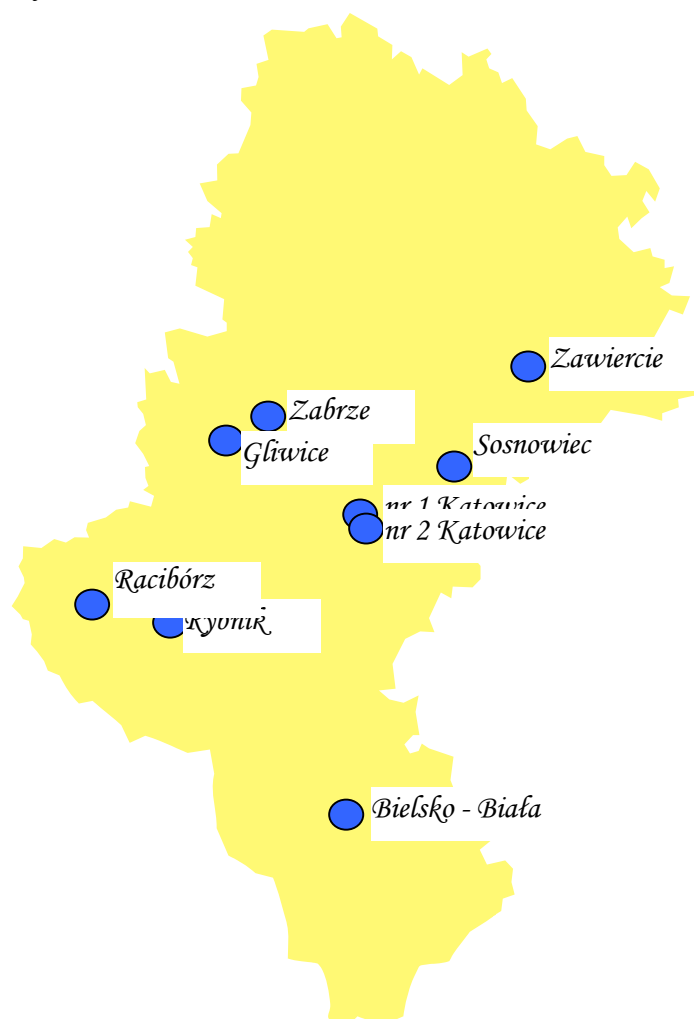 Zawiercie
Zabrze
Sosnowiec
Gliwice
nr 1 Katowice
nr 2 Katowice
Racibórz
Rybnik
Bielsko - Biała